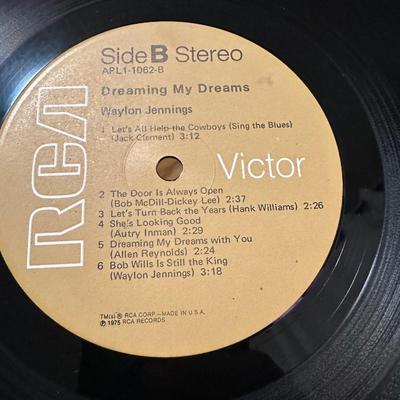 Side B Stereo
APL1-1062-B
Dreaming My Dreams
Waylon Jennings
1 Let's All Help the Cowboys (Sing the Blues)
(Jack Clement) 3:12
RCA
Victor
2 The Door Is Always Open
(Bob McDill-Dickey Lee) 2:37
3 Let's Turn Back the Years (Hank Williams) 2:26
4 She's Looking Good
(Autry Inman) 2:29
5 Dreaming My Dreams with You
(Allen Reynolds) 2:24
6 Bob Wills Is Still the King
(Waylon Jennings) 3:18
TM(s) ® RCA CORP.—MADE IN U.S.A.
℗ 1975 RCA RECORDS